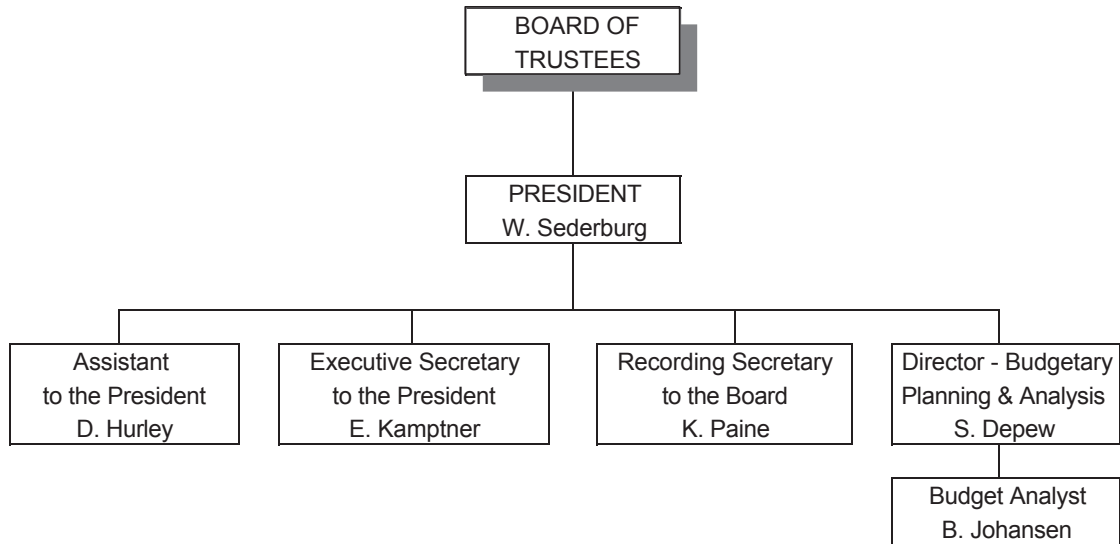 BOARD OF
TRUSTEES
PRESIDENT
W. Sederburg
Assistant
to the President
D. Hurley
Executive Secretary
to the President
E. Kamptner
Recording Secretary
to the Board
K. Paine
Director - Budgetary
Planning & Analysis
S. Depew
Budget Analyst
B. Johansen